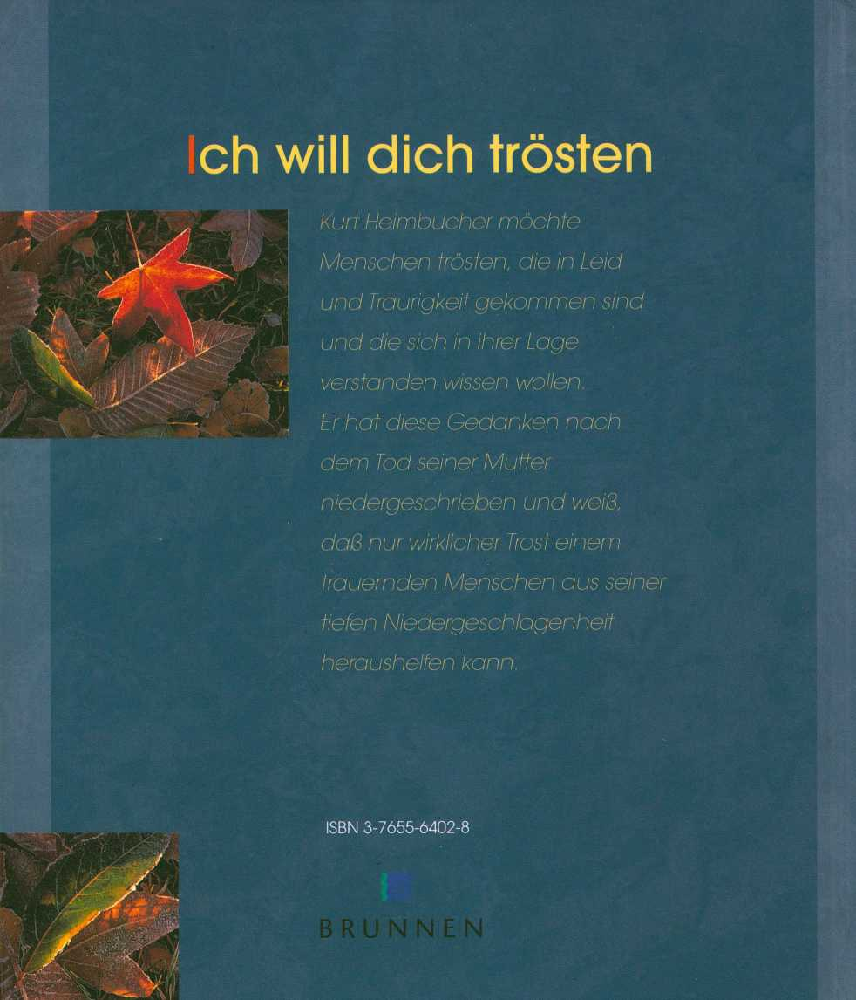 Ich will dich trösten
Kurt Heimbucher möchte
Menschen trösten, die in Leid
und Traurigkeit gekommen sind
und die sich in ihrer Lage
verstanden wissen wollen.
Er hat diese Gedanken nach
dem Tod seiner Mutter
niedergeschrieben und weiß,
daß nur wirklicher Trost einem
trauernden Menschen aus seiner
tiefen Niedergeschlagenheit
heraushelfen kann.
ISBN 3-7655-6402-8
BRUNNEN